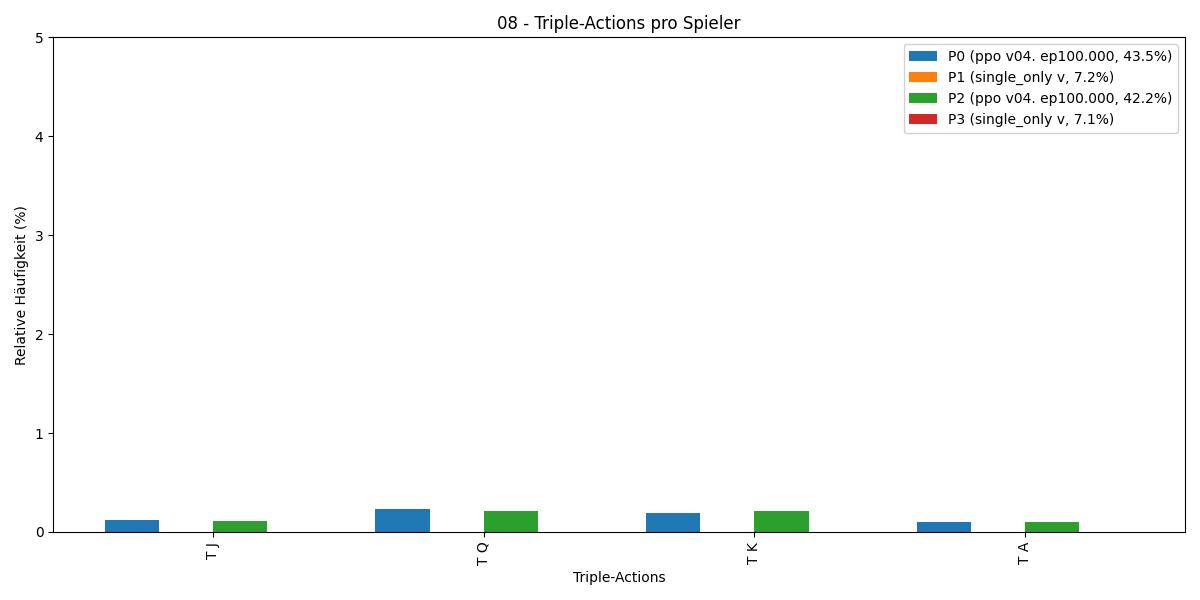 08 - Triple-Actions pro Spieler
P0 (ppo v04. ep100.000, 43.5%)
P1 (single_only v, 7.2%)
P2 (ppo v04. ep100.000, 42.2%)
P3 (single_only v, 7.1%)
Relative Häufigkeit (%)
5
4
3
2
1
0
T J
T Q
T K
T A
Triple-Actions